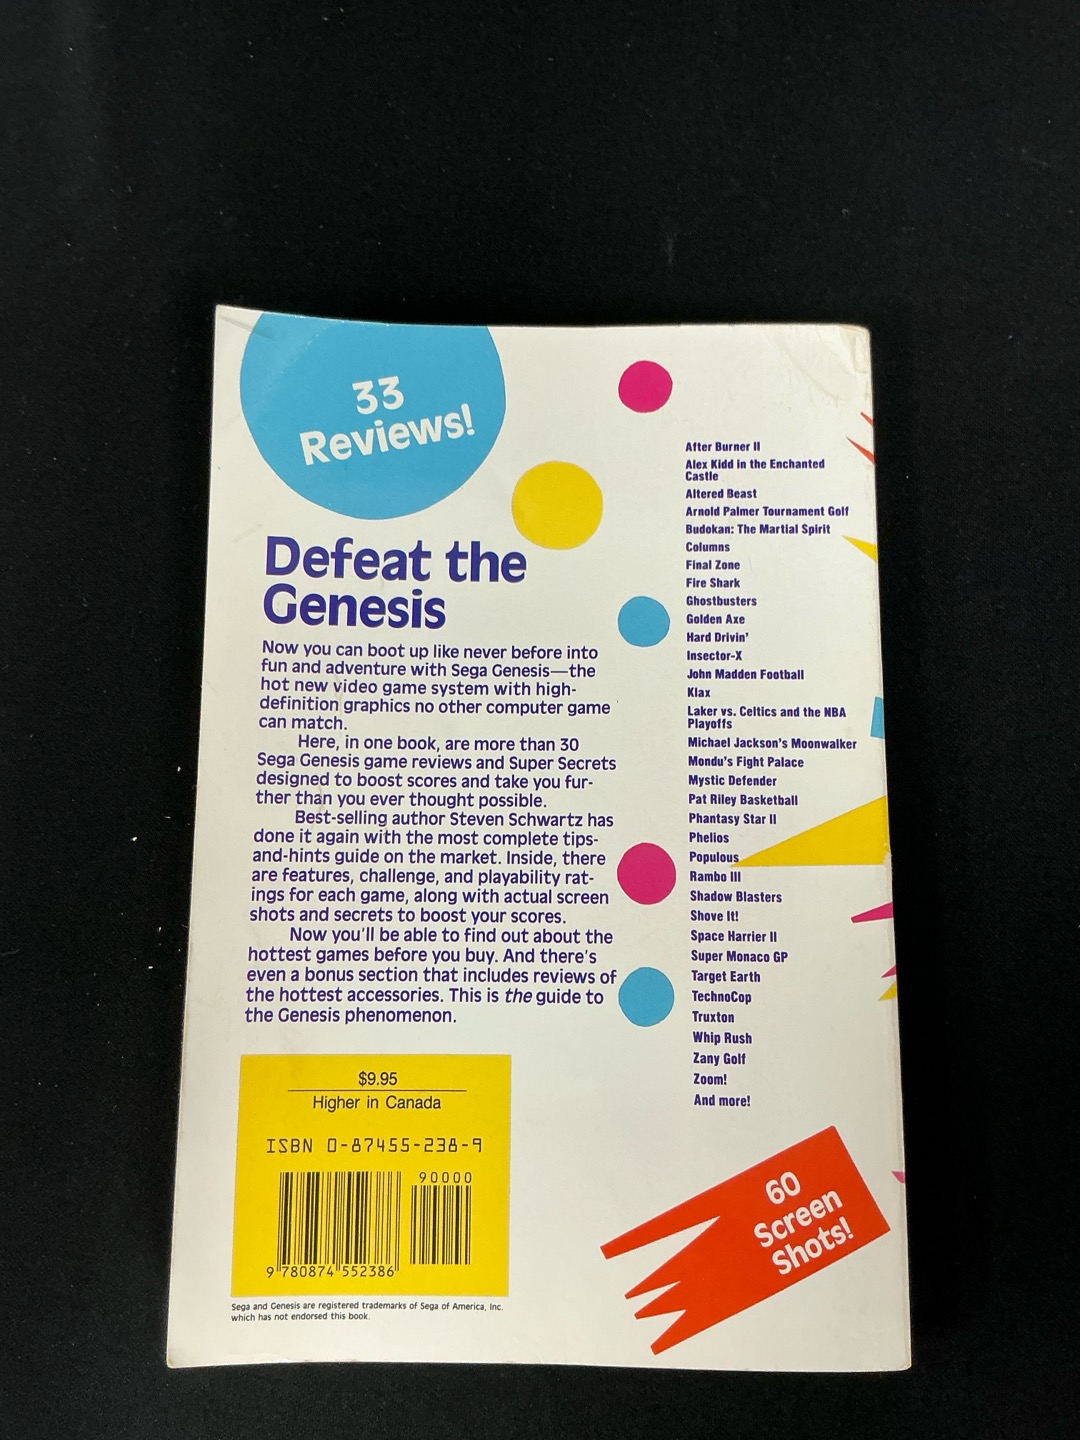 33
Reviews!
Defeat the
Genesis
Now you can boot up like never before into
fun and adventure with Sega Genesis—the
hot new video game system with high-
definition graphics no other computer game
can match.
Here, in one book, are more than 30
Sega Genesis game reviews and Super Secrets
designed to boost scores and take you fur-
ther than you ever thought possible.
Best-selling author Steven Schwartz has
done it again with the most complete tips-
and-hints guide on the market. Inside, there
are features, challenge, and playability rat-
ings for each game, along with actual screen
shots and secrets to boost your scores.
Now you'll be able to find out about the
hottest games before you buy. And there's
even a bonus section that includes reviews of
the hottest accessories. This is the guide to
the Genesis phenomenon.
After Burner II
Alex Kidd in the Enchanted
Castle
Altered Beast
Arnold Palmer Tournament Golf
Budokan: The Martial Spirit
Columns
Final Zone
Fire Shark
Ghostbusters
Golden Axe
Hard Drivin'
Insector-X
John Madden Football
Klax
Laker vs. Celtics and the NBA
Playoffs
Michael Jackson's Moonwalker
Mondu's Fight Palace
Mystic Defender
Pat Riley Basketball
Phantasy Star II
Phelios
Populous
Rambo III
Shadow Blasters
Shove It!
Space Harrier II
Super Monaco GP
Target Earth
TechnoCop
Truxton
Whip Rush
Zany Golf
Zoom!
And more!
$9.95
Higher in Canada
ISBN 0-87455-238-9
90000
9 780874 552386
Sega and Genesis are registered trademarks of Sega of America, Inc.
which has not endorsed this book.
60
Screen
Shots!